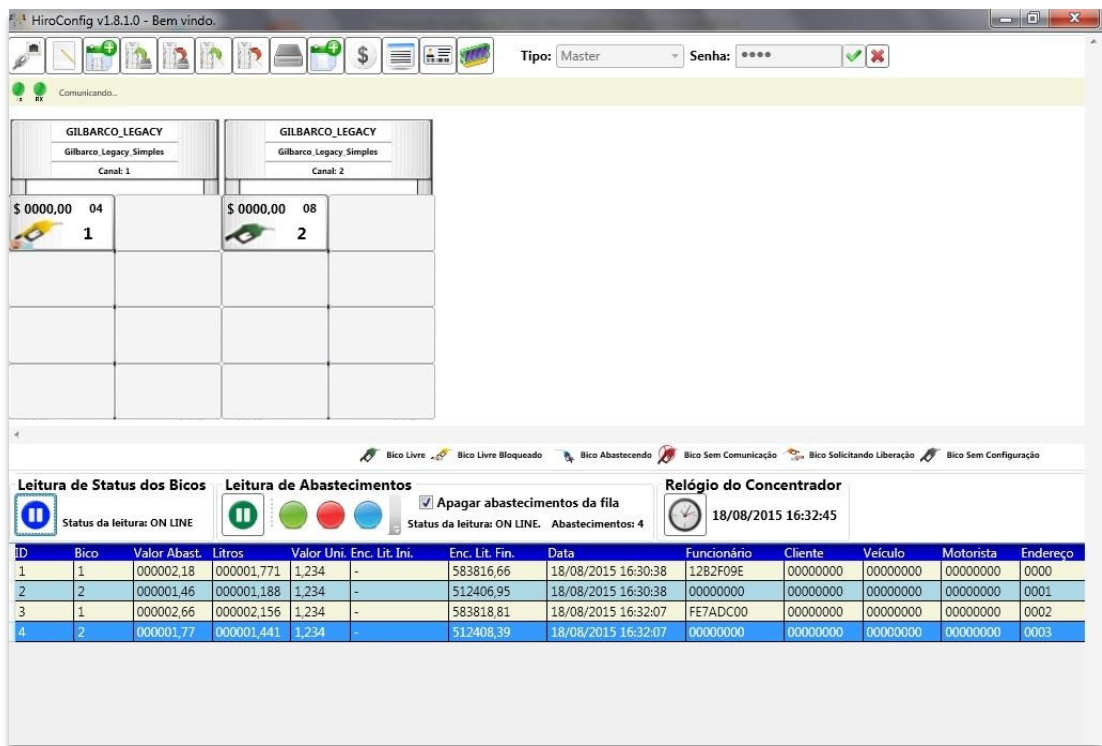 HiroConfig v1.8.1.0 - Bem vindo.
$
Tipo: Master Senha: ●●●●
Comunicando...
RX
GILBARCO_LEGACY GILBARCO_LEGACY
Gilbarco_Legacy_Simples Gilbarco_Legacy_Simples
Canal: 1 Canal: 2
$ 0000,00 04 $ 0000,00 08
1 2
Bico Livre Bico Livre Bloqueado Bico Abastecendo Bico Sem Comunicação Bico Solicitando Liberação Bico Sem Configuração
Leitura de Status dos Bicos Leitura de Abastecimentos Relógio do Concentrador
Apagar abastecimentos da fila
Status da leitura: ON LINE Status da leitura: ON LINE. Abastecimentos: 4 18/08/2015 16:32:45
ID Bico Valor Abast. Litros Valor Uni. Enc. Lit. Ini. Enc. Lit. Fin. Data Funcionário Cliente Veículo Motorista Endereço
1 1 000002,18 000001,771 1,234 - 583816,66 18/08/2015 16:30:38 12B2F09E 00000000 00000000 00000000 0000
2 2 000001,46 000001,188 1,234 - 512406,95 18/08/2015 16:30:38 00000000 00000000 00000000 00000000 0001
3 1 000002,66 000002,156 1,234 - 583818,81 18/08/2015 16:32:07 FE7ADC00 00000000 00000000 00000000 0002
4 2 000001,77 000001,441 1,234 - 512408,39 18/08/2015 16:32:07 00000000 00000000 00000000 00000000 0003